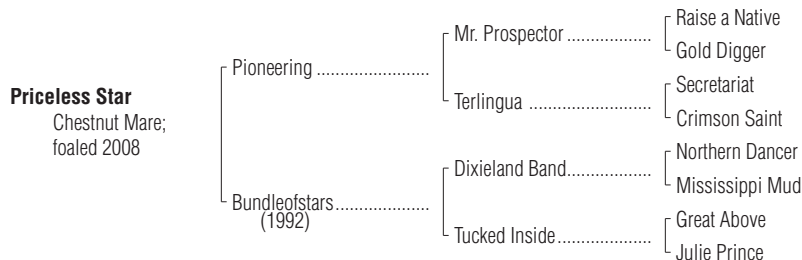 Raise a Native
Mr. Prospector ..................
Gold Digger
Pioneering .........................
Secretariat
Terlingua ..........................
Crimson Saint
Priceless Star
Chestnut Mare;
foaled 2008
Northern Dancer
Dixieland Band..................
Mississippi Mud
Bundleofstars.....................
(1992)
Great Above
Tucked Inside....................
Julie Prince